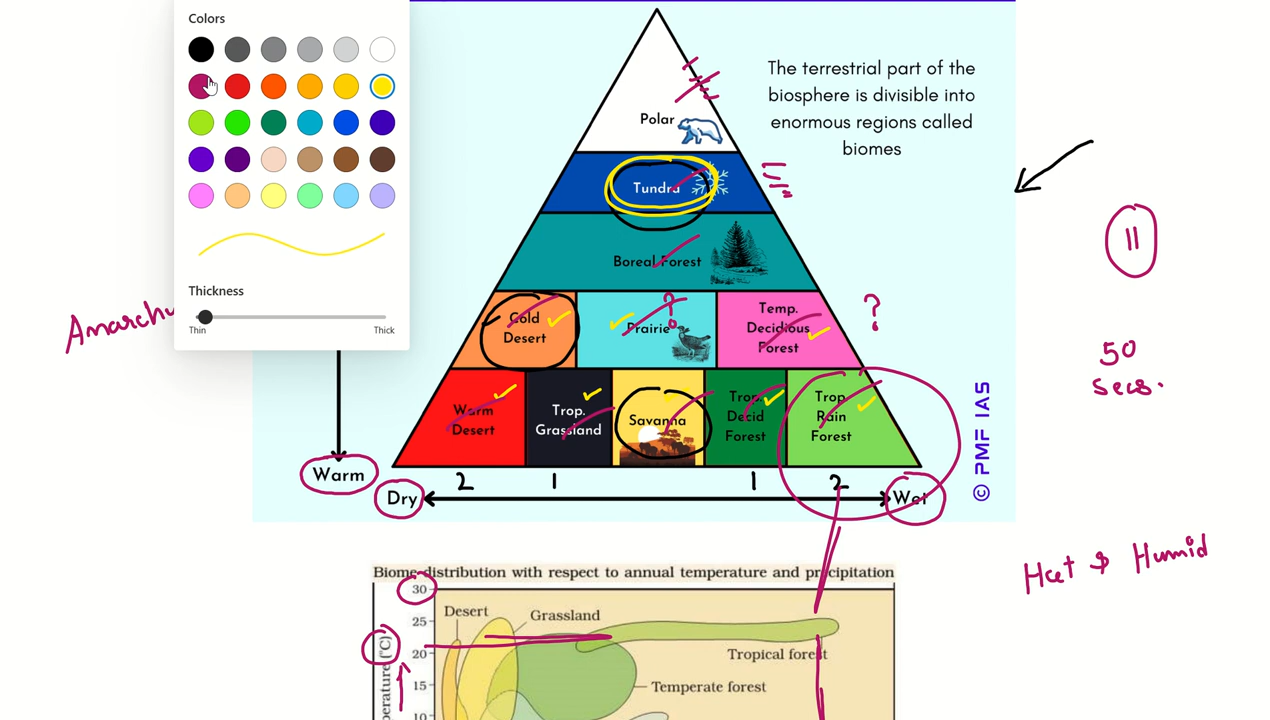 Colors
Thickness
Thin
Thick
The terrestrial part of the
biosphere is divisible into
enormous regions called
biomes
Polar
Tundra
Boreal Forest
Cold
Desert
Prairie
?
Temp.
Decidious
Forest
?
Warm
Desert
Trop.
Grassland
Savanna
Trop.
Decid
Forest
Trop.
Rain
Forest
Warm
2
1
1
2
Dry
Wet
© PMF IAS
11
50
secs.
Hot & Humid
Biome distribution with respect to annual temperature and precipitation
30
25
20
15
10
Desert
Grassland
Tropical forest
Temperate forest